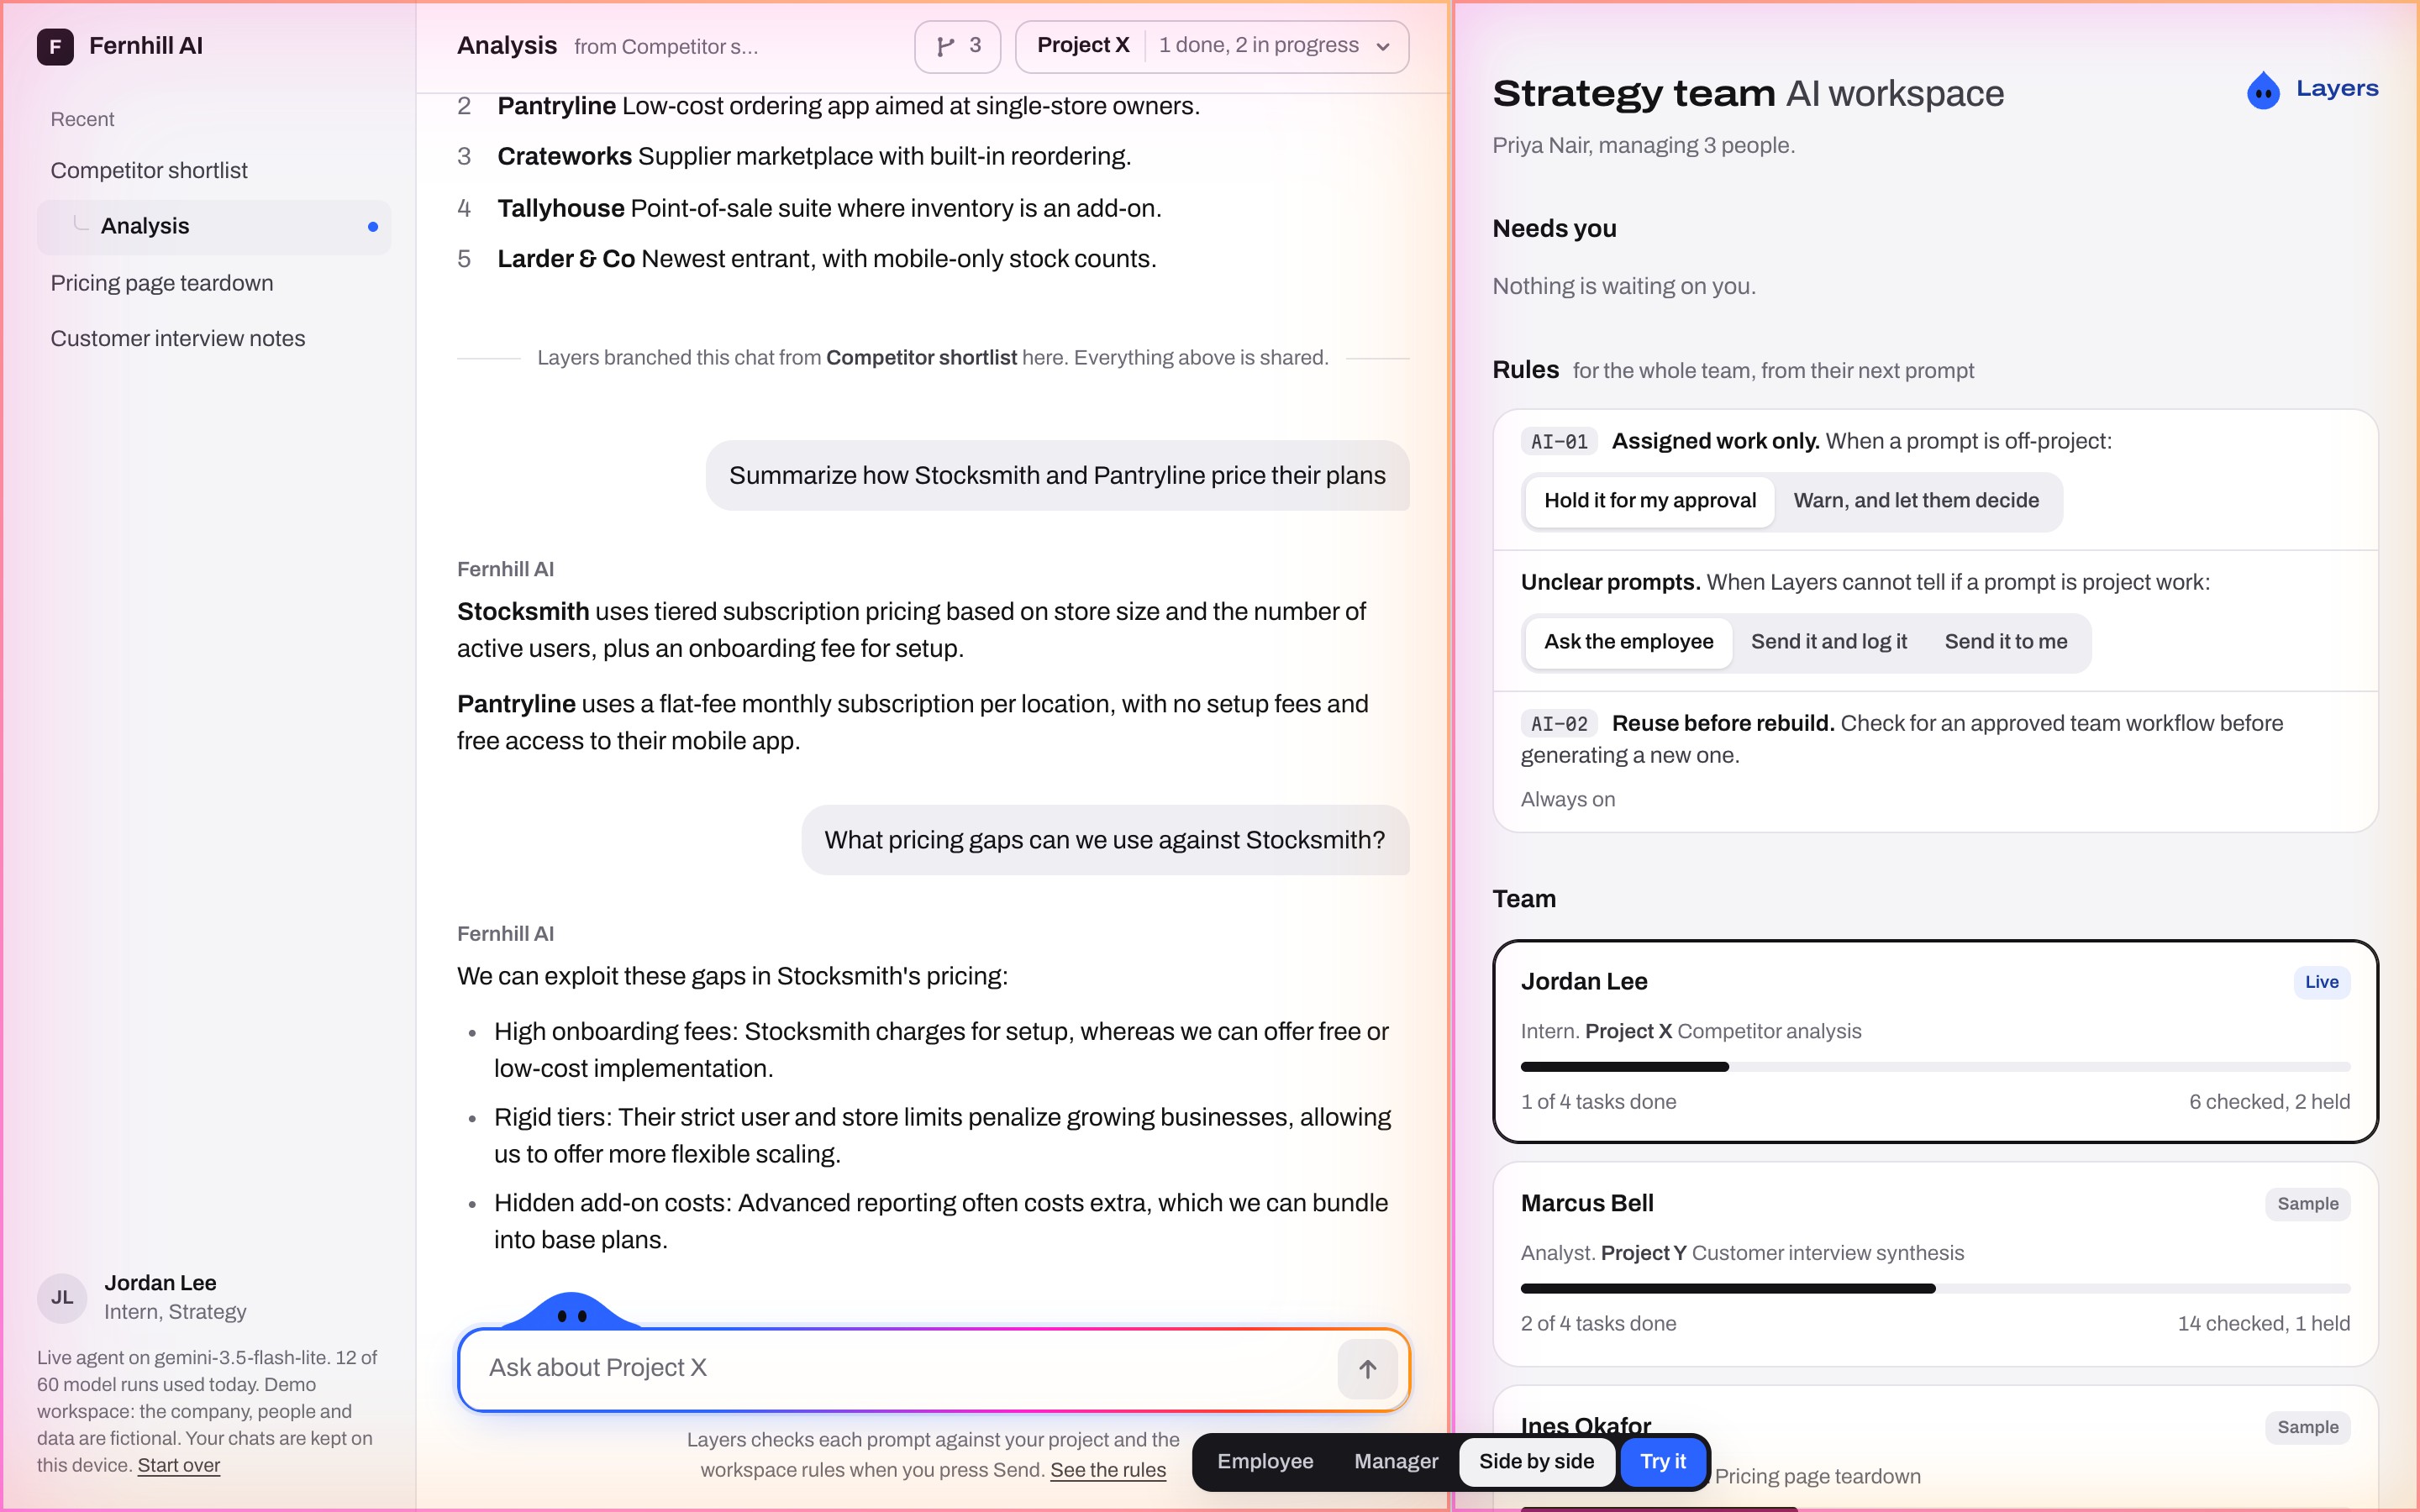 F Fernhill AI
Recent
Competitor shortlist
Analysis
Pricing page teardown
Customer interview notes
JL
Jordan Lee
Intern, Strategy
Live agent on gemini-3.5-flash-lite. 12 of
60 model runs used today. Demo
workspace: the company, people and
data are fictional. Your chats are kept on
this device. Start over
Analysis from Competitor s...
3
Project X 1 done, 2 in progress
2 Pantryline Low-cost ordering app aimed at single-store owners.
3 Crateworks Supplier marketplace with built-in reordering.
4 Tallyhouse Point-of-sale suite where inventory is an add-on.
5 Larder & Co Newest entrant, with mobile-only stock counts.
Layers branched this chat from Competitor shortlist here. Everything above is shared.
Summarize how Stocksmith and Pantryline price their plans
Fernhill AI
Stocksmith uses tiered subscription pricing based on store size and the number of
active users, plus an onboarding fee for setup.
Pantryline uses a flat-fee monthly subscription per location, with no setup fees and
free access to their mobile app.
What pricing gaps can we use against Stocksmith?
Fernhill AI
We can exploit these gaps in Stocksmith's pricing:
• High onboarding fees: Stocksmith charges for setup, whereas we can offer free or
low-cost implementation.
• Rigid tiers: Their strict user and store limits penalize growing businesses, allowing
us to offer more flexible scaling.
• Hidden add-on costs: Advanced reporting often costs extra, which we can bundle
into base plans.
Ask about Project X
Layers checks each prompt against your project and the
workspace rules when you press Send. See the rules
Employee Manager Side by side Try it
Strategy team AI workspace
Layers
Priya Nair, managing 3 people.
Needs you
Nothing is waiting on you.
Rules for the whole team, from their next prompt
AI-01 Assigned work only. When a prompt is off-project:
Hold it for my approval Warn, and let them decide
Unclear prompts. When Layers cannot tell if a prompt is project work:
Ask the employee Send it and log it Send it to me
AI-02 Reuse before rebuild. Check for an approved team workflow before
generating a new one.
Always on
Team
Jordan Lee Live
Intern. Project X Competitor analysis
1 of 4 tasks done 6 checked, 2 held
Marcus Bell Sample
Analyst. Project Y Customer interview synthesis
2 of 4 tasks done 14 checked, 1 held
Ines Okafor Sample
Pricing page teardown